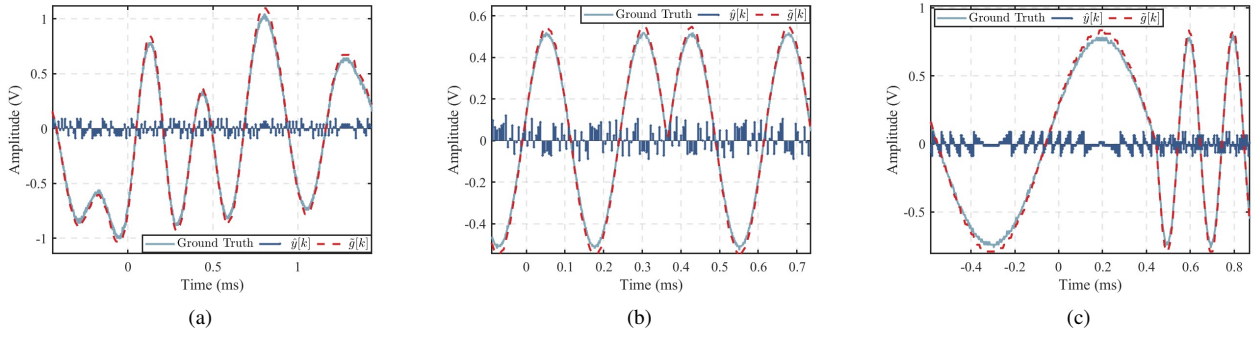 1
0.5
0
-0.5
-1
Amplitude (V)
Ground Truth ŷ[k] g̃[k]
0 0.5 1
Time (ms)
(a)
0.6
0.4
0.2
0
-0.2
-0.4
Amplitude (V)
Ground Truth ŷ[k] g̃[k]
0 0.1 0.2 0.3 0.4 0.5 0.6 0.7
Time (ms)
(b)
1
0.5
0
-0.5
Amplitude (V)
Ground Truth ŷ[k] g̃[k]
-0.4 -0.2 0 0.2 0.4 0.6 0.8
Time (ms)
(c)